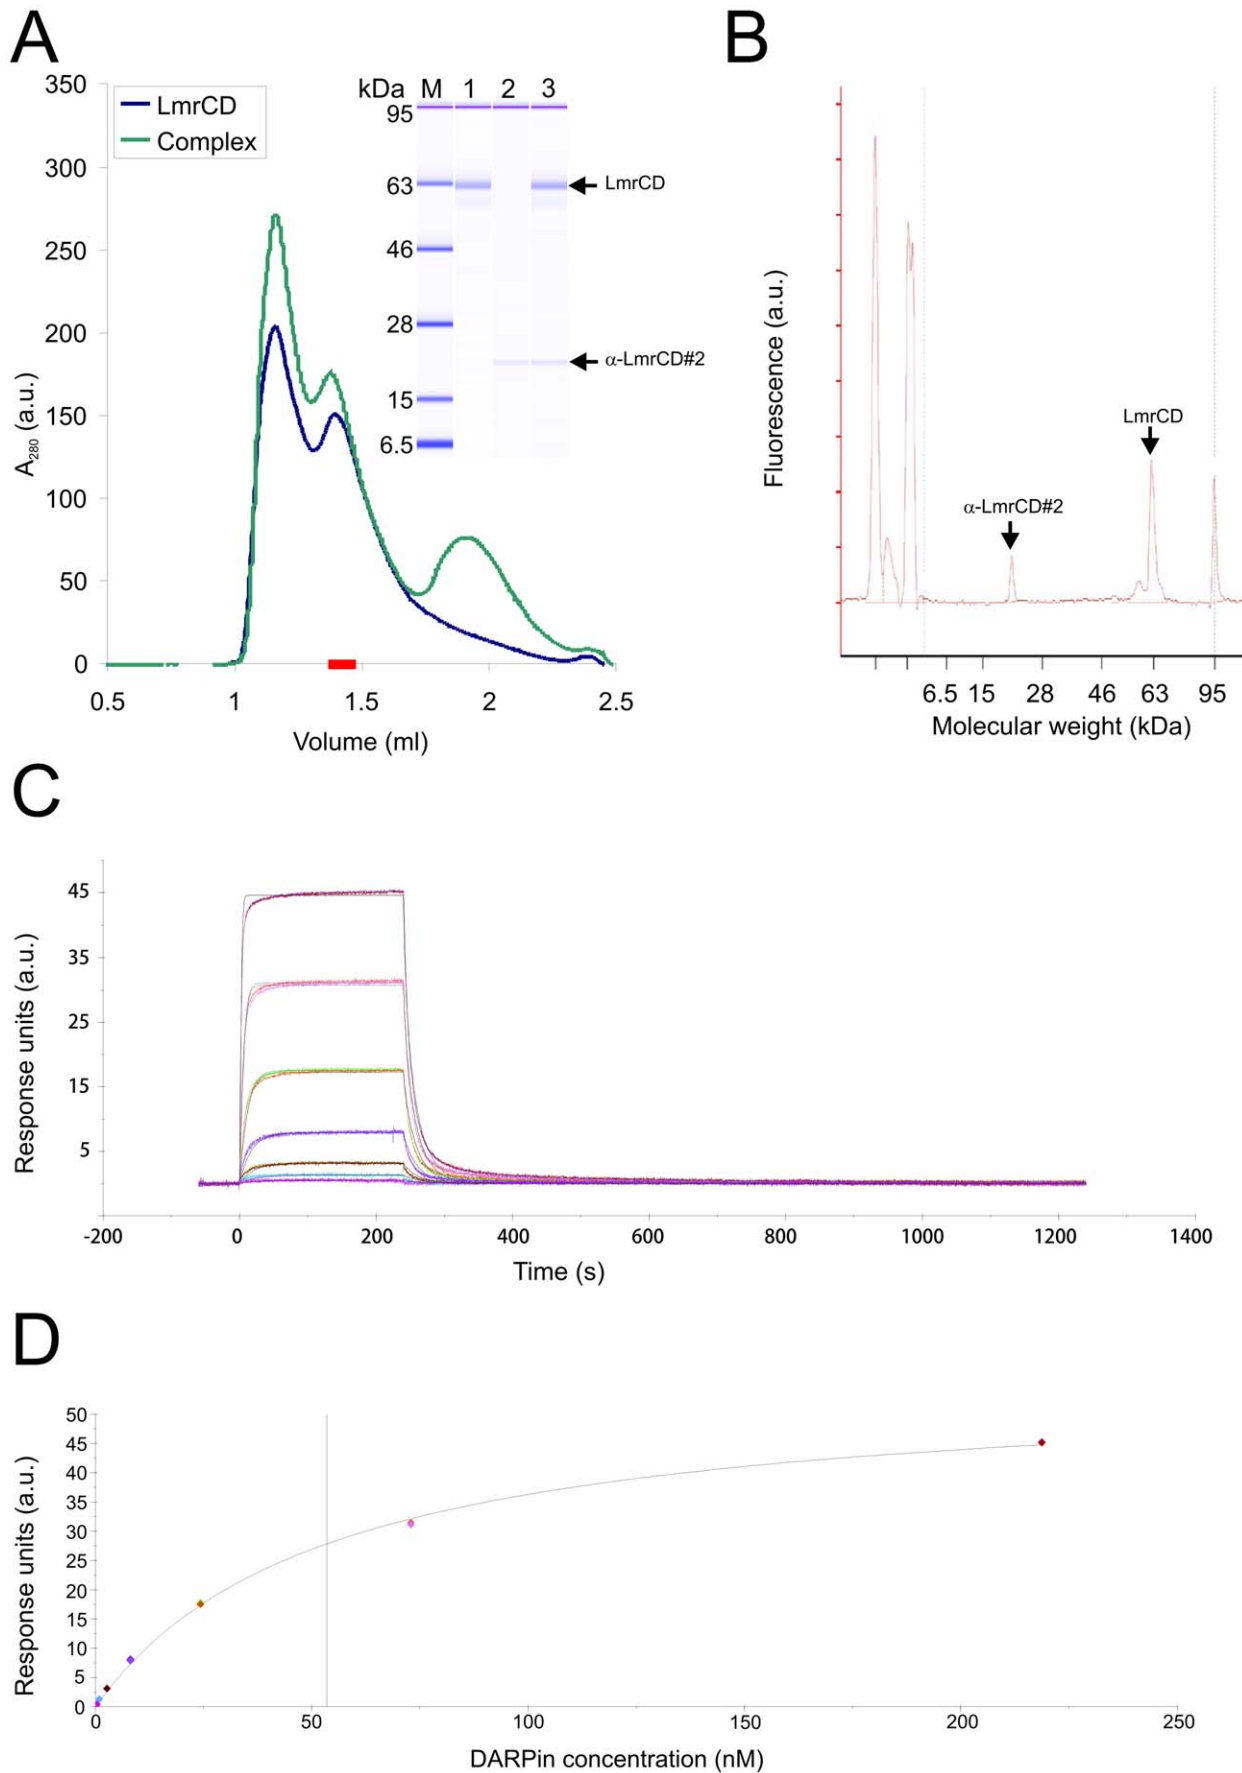 A
B
350
300
250
200
150
100
50
0
A280 (a.u.)
LmrCD
Complex
kDa M 1 2 3
95
63
46
28
15
6.5
LmrCD
α-LmrCD#2
0.5 1 1.5 2 2.5
Volume (ml)
Fluorescence (a.u.)
LmrCD
α-LmrCD#2
6.5 15 28 46 63 95
Molecular weight (kDa)
C
45
35
25
15
5
Response units (a.u.)
-200 0 200 400 600 800 1000 1200 1400
Time (s)
D
50
45
40
35
30
25
20
15
10
5
0
Response units (a.u.)
0 50 100 150 200 250
DARPin concentration (nM)